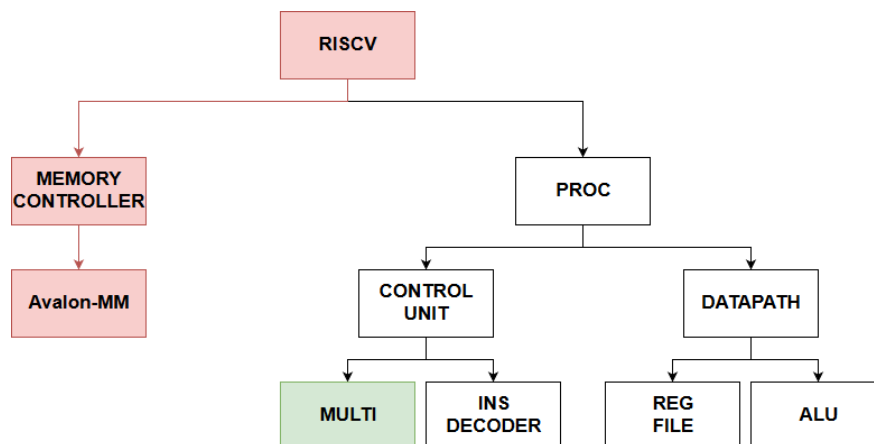 RISCV
MEMORY
CONTROLLER
PROC
Avalon-MM
CONTROL
UNIT
DATAPATH
MULTI
INS
DECODER
REG
FILE
ALU